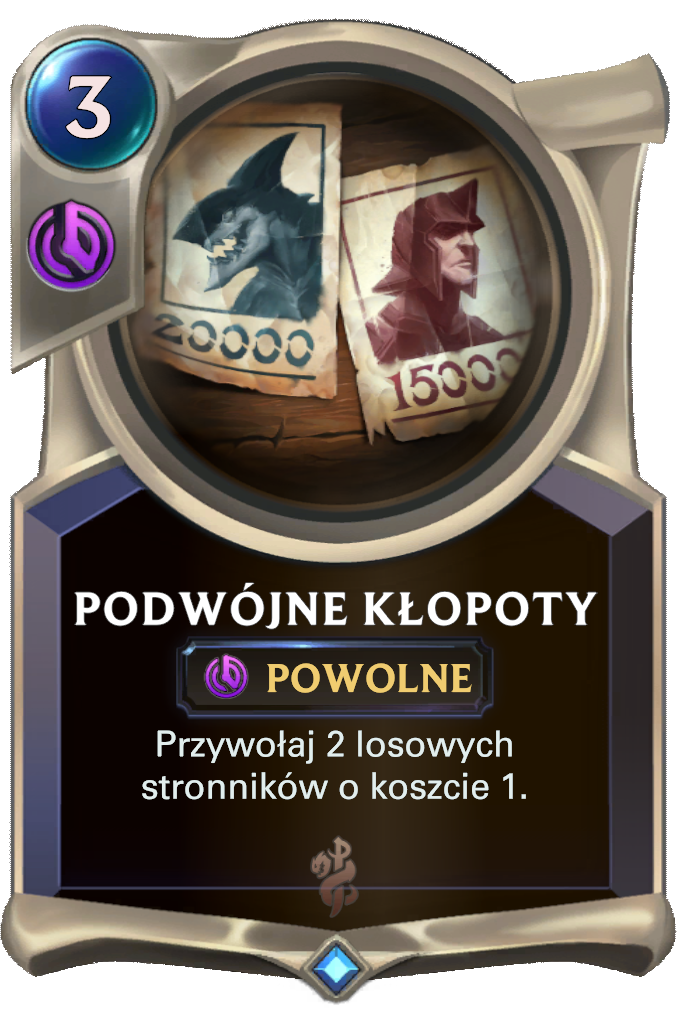 3
20000
15000
PODWÓJNE KŁOPOTY
POWOLNE
Przywołaj 2 losowych
stronników o koszcie 1.